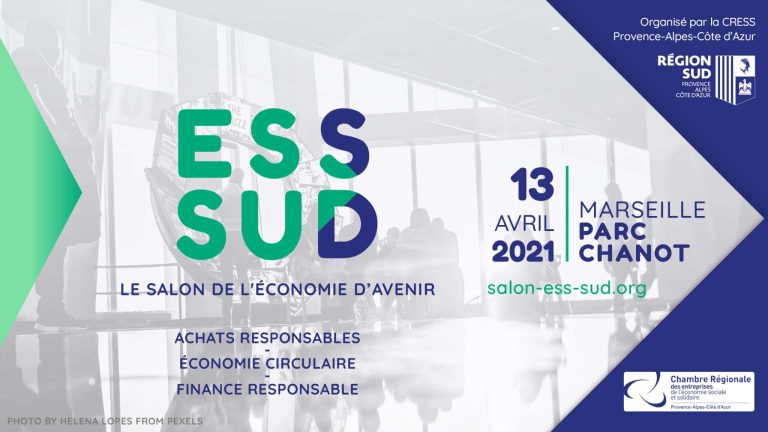 Organisé par la CRESS
Provence-Alpes-Côte d'Azur
RÉGION
SUD
PROVENCE
ALPES
CÔTE D'AZUR
ESS
SUD
13
AVRIL
2021
MARSEILLE
PARC
CHANOT
LE SALON DE L'ÉCONOMIE D'AVENIR
salon-ess-sud.org
ACHATS RESPONSABLES
-
ÉCONOMIE CIRCULAIRE
-
FINANCE RESPONSABLE
Chambre Régionale
des entreprises
de l'économie sociale
et solidaire
Provence-Alpes-Côte d'Azur
PHOTO BY HELENA LOPES FROM PEXELS